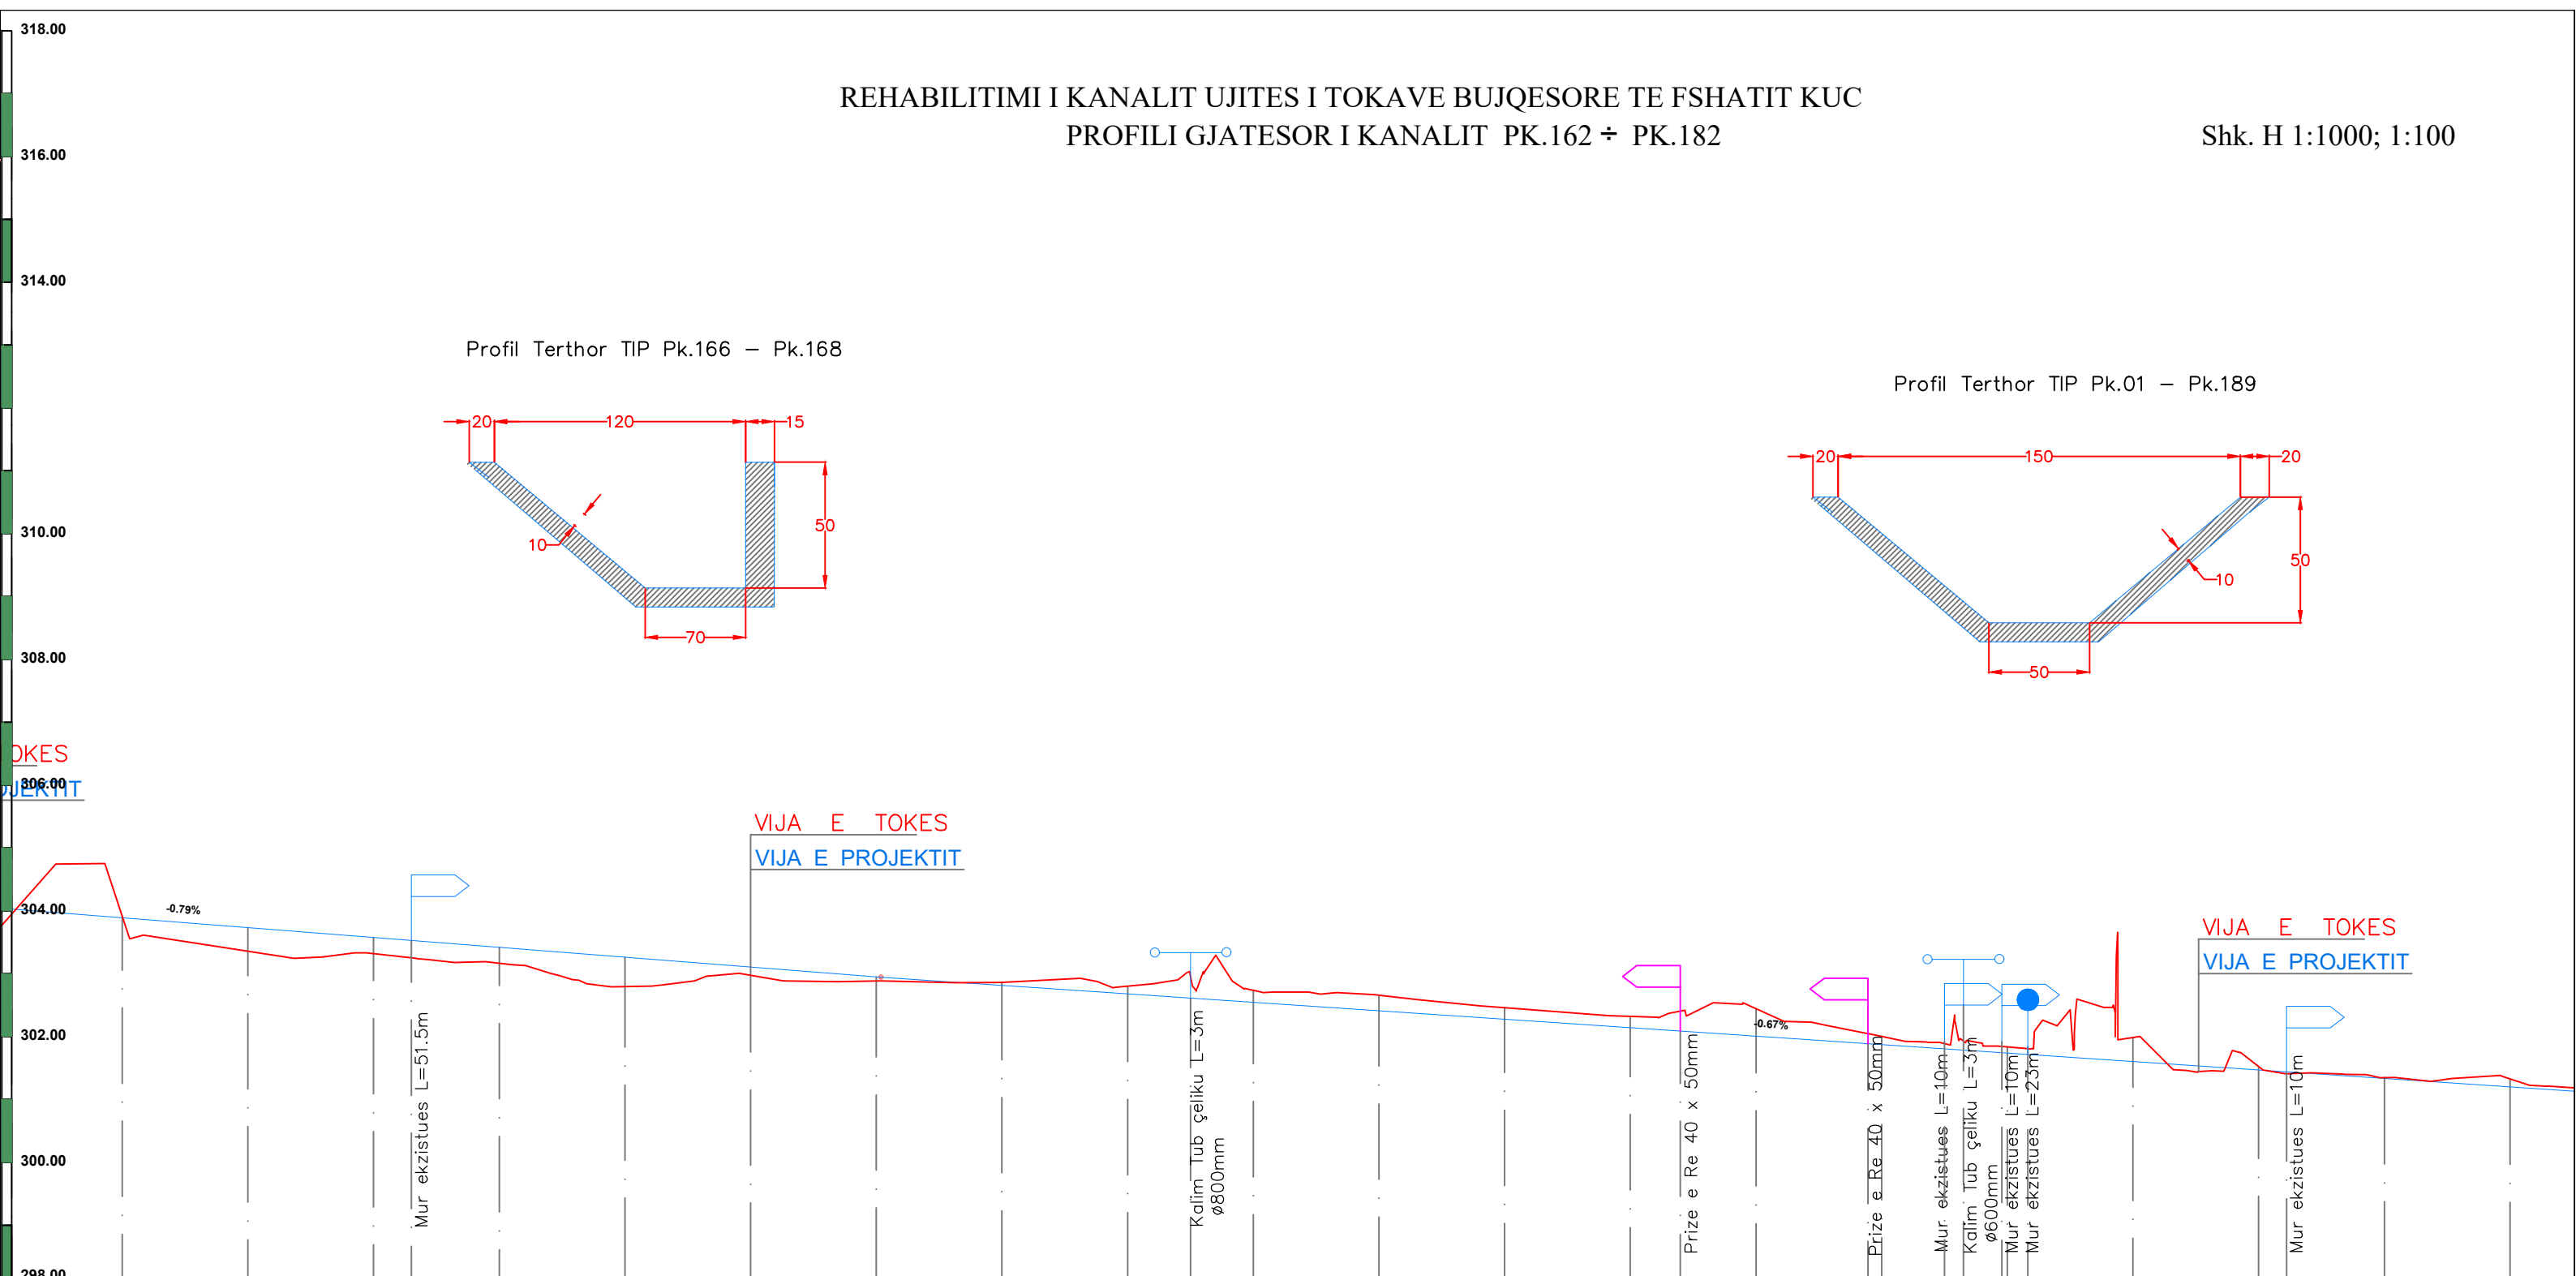 318.00
REHABILITIMI I KANALIT UJITES I TOKAVE BUJQESORE TE FSHATIT KUC
PROFILI GJATESOR I KANALIT PK.162 ÷ PK.182
Shk. H 1:1000; 1:100
316.00
314.00
Profil Terthor TIP Pk.166 – Pk.168
20
120
15
10
50
70
Profil Terthor TIP Pk.01 – Pk.189
20
150
20
50
10
50
310.00
308.00
OKES
306.00
OJEKTIT
VIJA E TOKES
VIJA E PROJEKTIT
304.00
-0.79%
VIJA E TOKES
VIJA E PROJEKTIT
302.00
-0.67%
300.00
298.00
Mur ekzistues L=51.5m
Kalim Tub çeliku L=3m
ø800mm
Prize e Re 40 x 50mm
Prize e Re 40 x 50mm
Mur ekzistues L=10m
Kalim Tub çeliku L=3m
ø600mm
Mur ekzistues L=10m
Mur ekzistues L=23m
Mur ekzistues L=10m